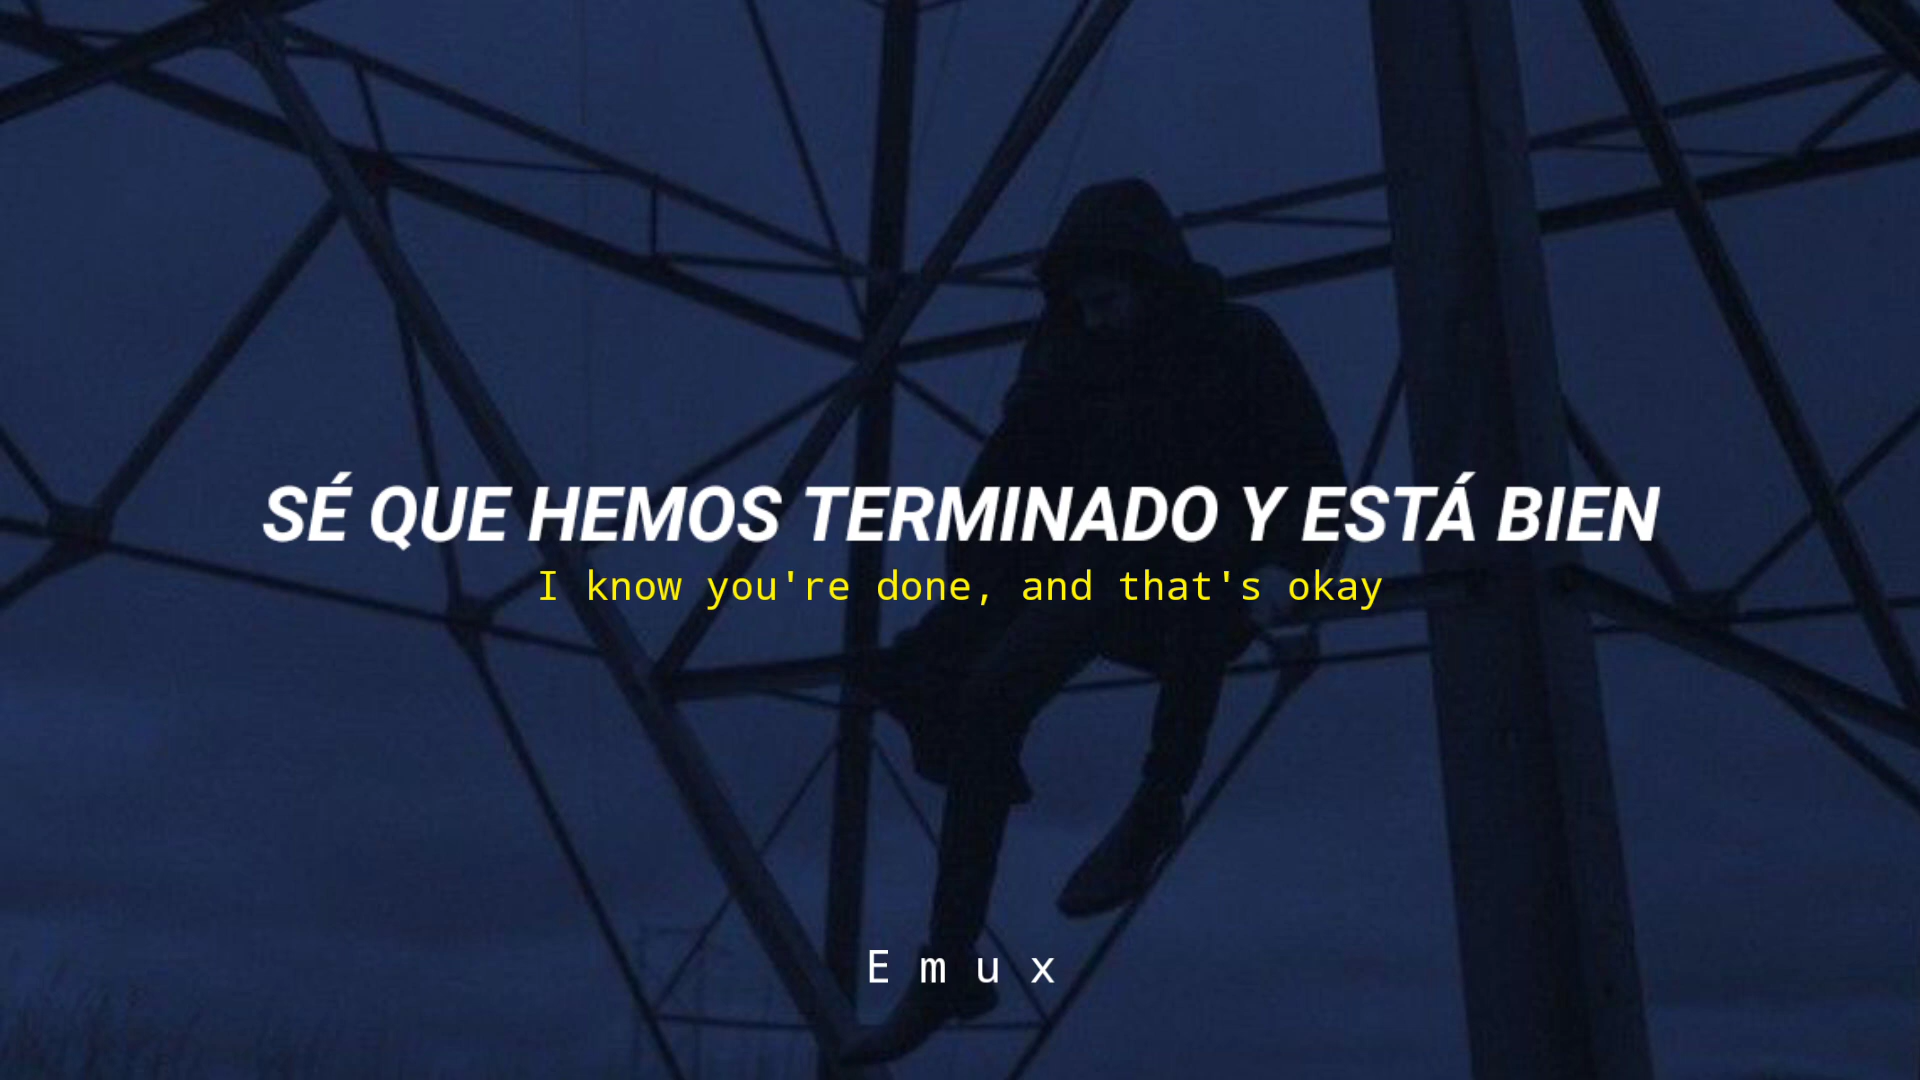 SÉ QUE HEMOS TERMINADO Y ESTÁ BIEN
I know you're done, and that's okay
E m u x